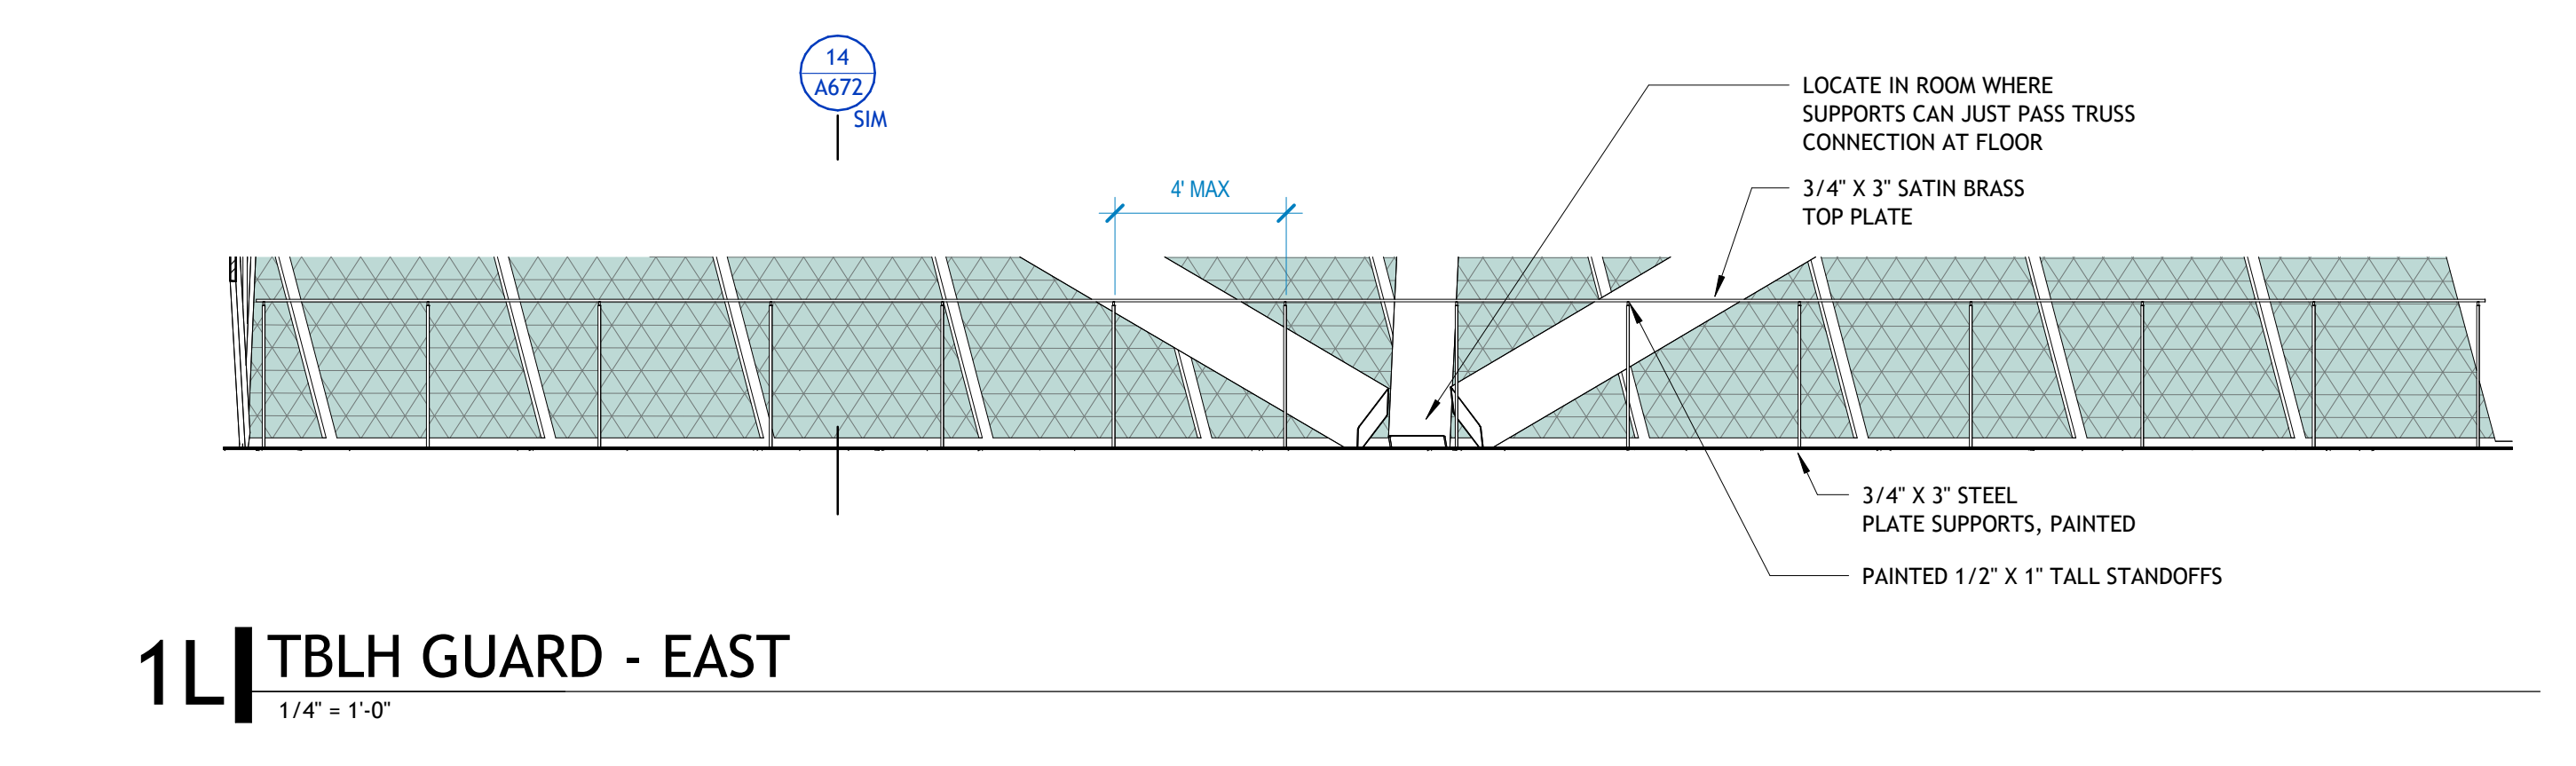 14
A672
SIM
4' MAX
LOCATE IN ROOM WHERE
SUPPORTS CAN JUST PASS TRUSS
CONNECTION AT FLOOR
3/4" X 3" SATIN BRASS
TOP PLATE
3/4" X 3" STEEL
PLATE SUPPORTS, PAINTED
PAINTED 1/2" X 1" TALL STANDOFFS
1L
TBLH GUARD - EAST
1/4" = 1'-0"